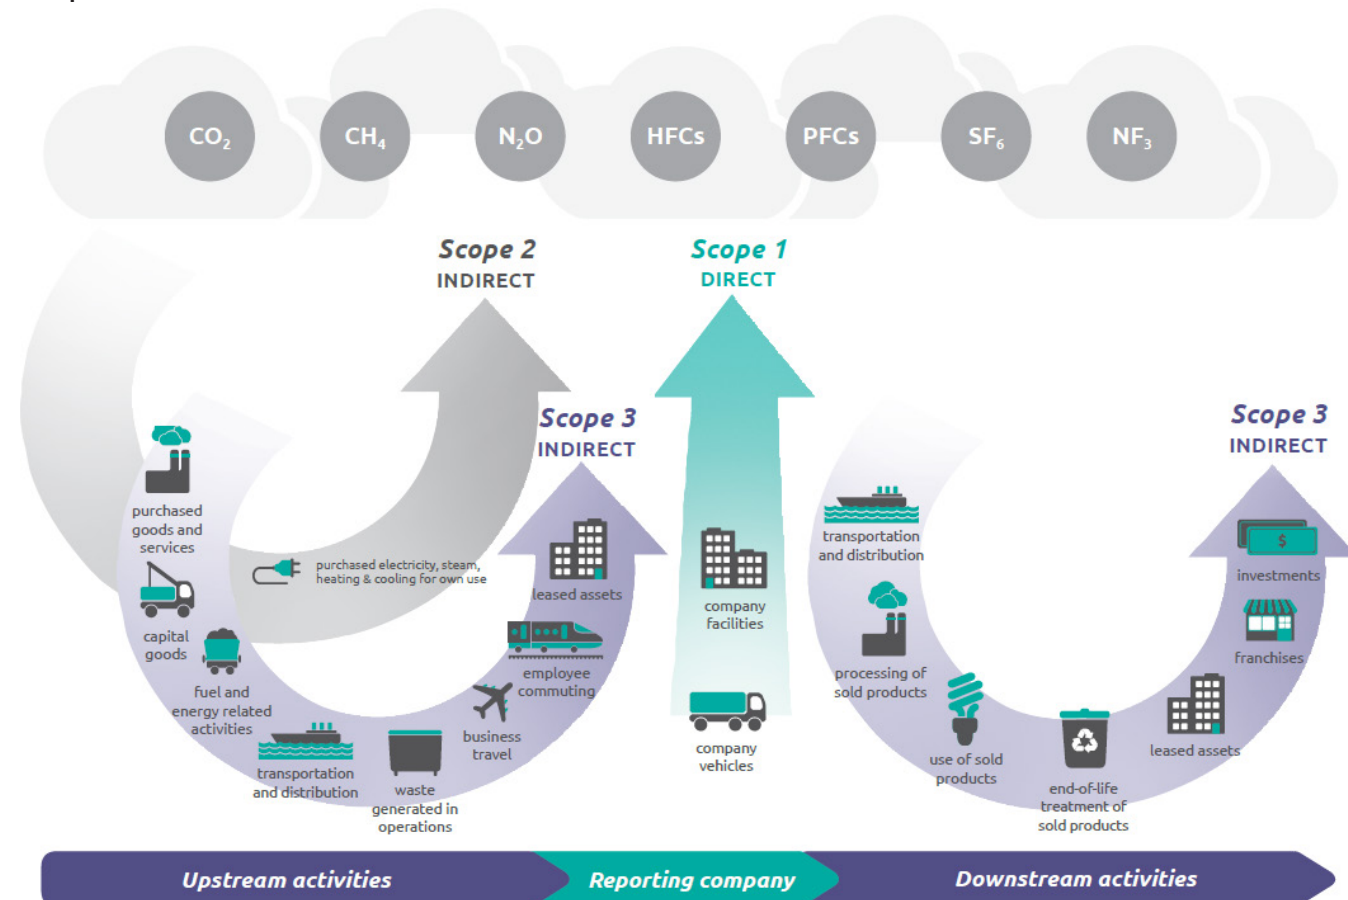 CO₂
CH₄
N₂O
HFCs
PFCs
SF₆
NF₃
Scope 2
INDIRECT
Scope 1
DIRECT
Scope 3
INDIRECT
Scope 3
INDIRECT
purchased
goods and
services
capital
goods
fuel and
energy related
activities
transportation
and distribution
waste
generated in
operations
business
travel
employee
commuting
leased assets
purchased electricity, steam,
heating & cooling for own use
company
facilities
company
vehicles
transportation
and distribution
processing of
sold products
use of sold
products
end-of-life
treatment of
sold products
leased assets
franchises
$
investments
Upstream activities
Reporting company
Downstream activities